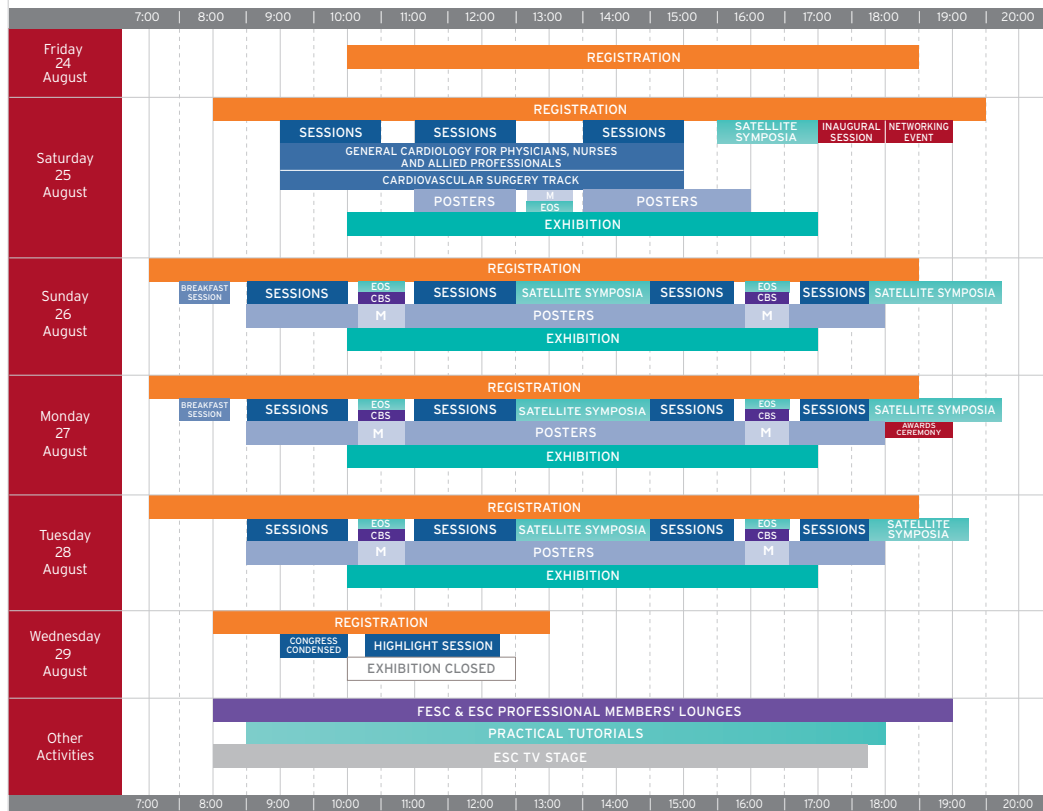 7:00 8:00 9:00 10:00 11:00 12:00 13:00 14:00 15:00 16:00 17:00 18:00 19:00 20:00
Friday
24
August
REGISTRATION
Saturday
25
August
REGISTRATION
SESSIONS SESSIONS SESSIONS SATELLITE SYMPOSIA INAUGURAL SESSION NETWORKING EVENT
GENERAL CARDIOLOGY FOR PHYSICIANS, NURSES
AND ALLIED PROFESSIONALS
CARDIOVASCULAR SURGERY TRACK
POSTERS M POSTERS
EOS
EXHIBITION
Sunday
26
August
REGISTRATION
BREAKFAST SESSION SESSIONS EOS SESSIONS SATELLITE SYMPOSIA SESSIONS EOS SESSIONS SATELLITE SYMPOSIA
CBS CBS
M POSTERS M
EXHIBITION
Monday
27
August
REGISTRATION
BREAKFAST SESSION SESSIONS EOS SESSIONS SATELLITE SYMPOSIA SESSIONS EOS SESSIONS SATELLITE SYMPOSIA
CBS CBS
M POSTERS M AWARDS CEREMONY
EXHIBITION
Tuesday
28
August
REGISTRATION
SESSIONS EOS SESSIONS SATELLITE SYMPOSIA SESSIONS EOS SESSIONS SATELLITE SYMPOSIA
CBS CBS
M POSTERS M
EXHIBITION
Wednesday
29
August
REGISTRATION
CONGRESS CONDENSED HIGHLIGHT SESSION
EXHIBITION CLOSED
Other
Activities
FESC & ESC PROFESSIONAL MEMBERS' LOUNGES
PRACTICAL TUTORIALS
ESC TV STAGE
7:00 8:00 9:00 10:00 11:00 12:00 13:00 14:00 15:00 16:00 17:00 18:00 19:00 20:00